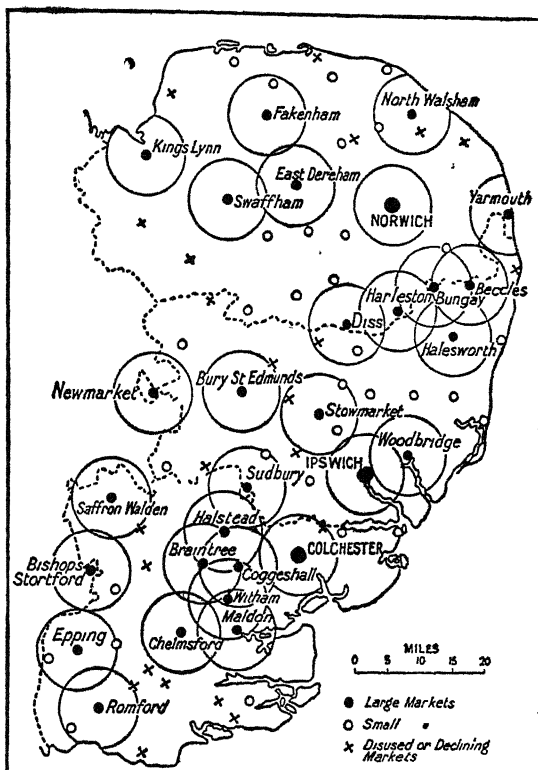 North Walsham
Fakenham
Kings Lynn
East Dereham
Swaffham
NORWICH
Yarmouth
Harleston
Bungay
Beccles
Diss
Halesworth
Newmarket
Bury St Edmunds
Stowmarket
Woodbridge
IPSWICH
Sudbury
Saffron Walden
Halstead
Braintree
COLCHESTER
Bishops
Stortford
Coggeshall
Witham
Maldon
Chelmsford
Epping
Romford
MILES
0 5 10 15 20
Large Markets
Small "
Disused or Declining
Markets